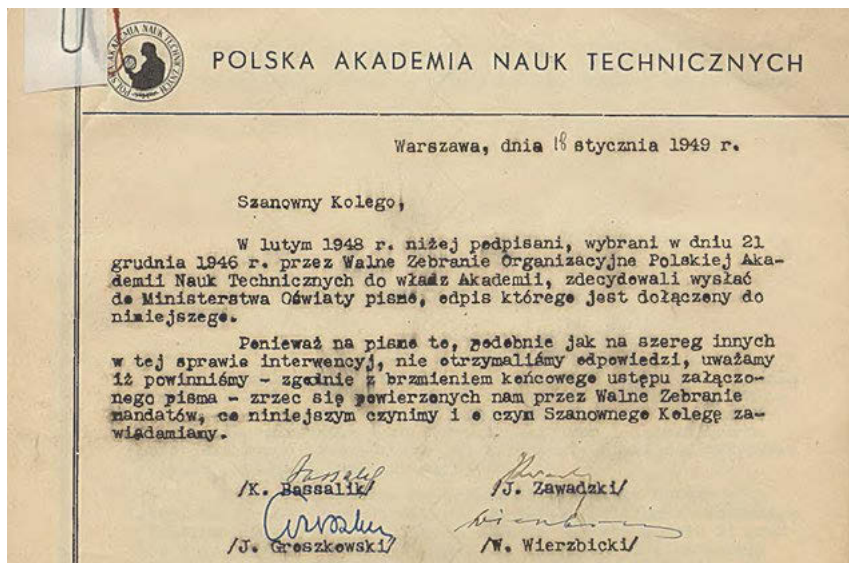 POLSKA AKADEMIA NAUK TECHNICZNYCH
POLSKA AKADEMIA NAUK TECHNICZNYCH
Warszawa, dnia 18 stycznia 1949 r.
Szanowny Kolego,
W lutym 1948 r. niżej podpisani, wybrani w dniu 21
grudnia 1946 r. przez Walne Zebranie Organizacyjne Polskiej Aka-
demii Nauk Technicznych do władz Akademii, zdecydowali wysłać
do Ministerstwa Oświaty pismo, odpis którego jest dołączony do
niniejszego.
Ponieważ na pismo to, podobnie jak na szereg innych
w tej sprawie interwencyj, nie otrzymaliśmy odpowiedzi, uważamy
iż powinniśmy - zgodnie z brzmieniem końcowego ustępu załączo-
nego pisma - zrzec się powierzonych nam przez Walne Zebranie
mandatów, co niniejszym czynimy i o czym Szanownego Kolegę za-
wiadamiamy.
/K. Bassalik/ /J. Zawadzki/
/J. Groszkowski/ /W. Wierzbicki/